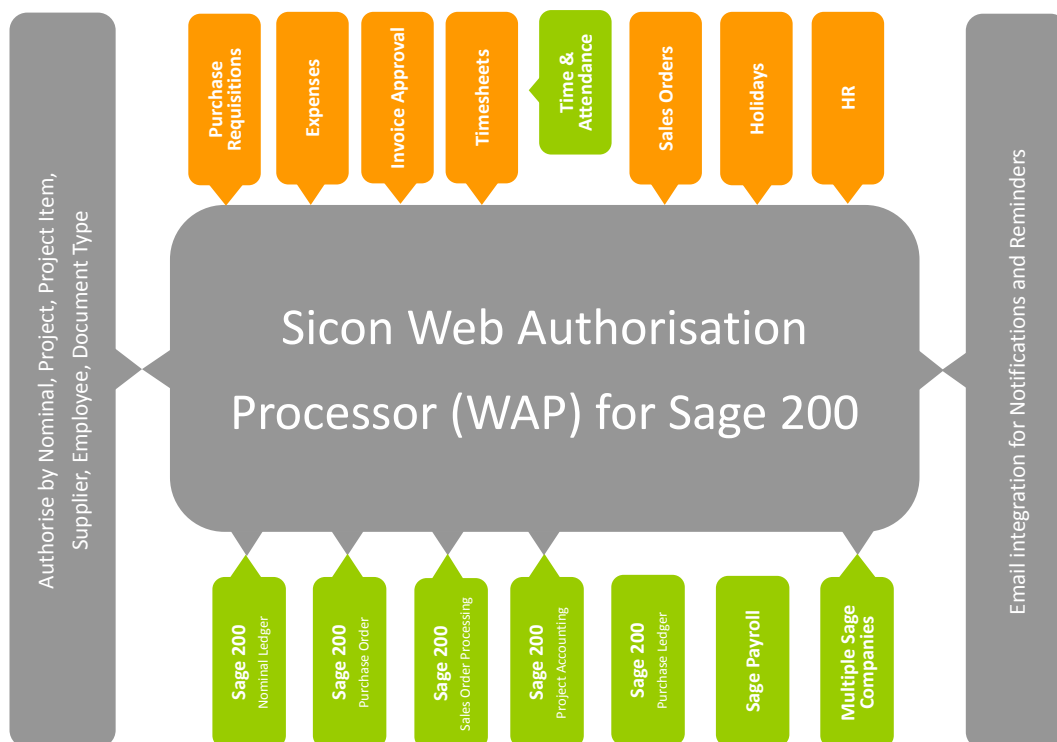 Authorise by Nominal, Project, Project Item,
Supplier, Employee, Document Type
Purchase
Requisitions
Expenses
Invoice Approval
Timesheets
Time &
Attendance
Sales Orders
Holidays
HR
Sicon Web Authorisation
Processor (WAP) for Sage 200
Sage 200
Nominal Ledger
Sage 200
Purchase Order
Sage 200
Sales Order Processing
Sage 200
Project Accounting
Sage 200
Purchase Ledger
Sage Payroll
Multiple Sage
Companies
Email integration for Notifications and Reminders